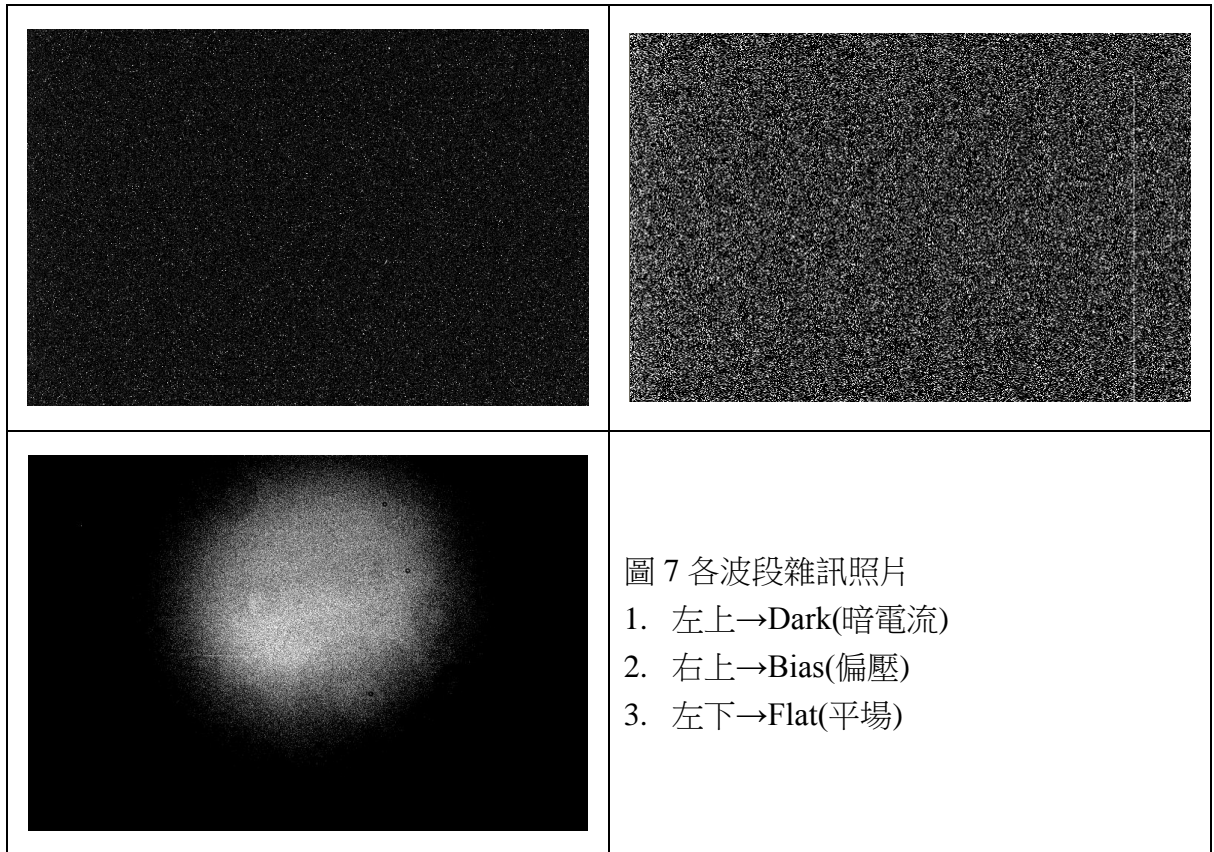 圖 7 各波段雜訊照片
1. 左上→Dark(暗電流)
2. 右上→Bias(偏壓)
3. 左下→Flat(平場)